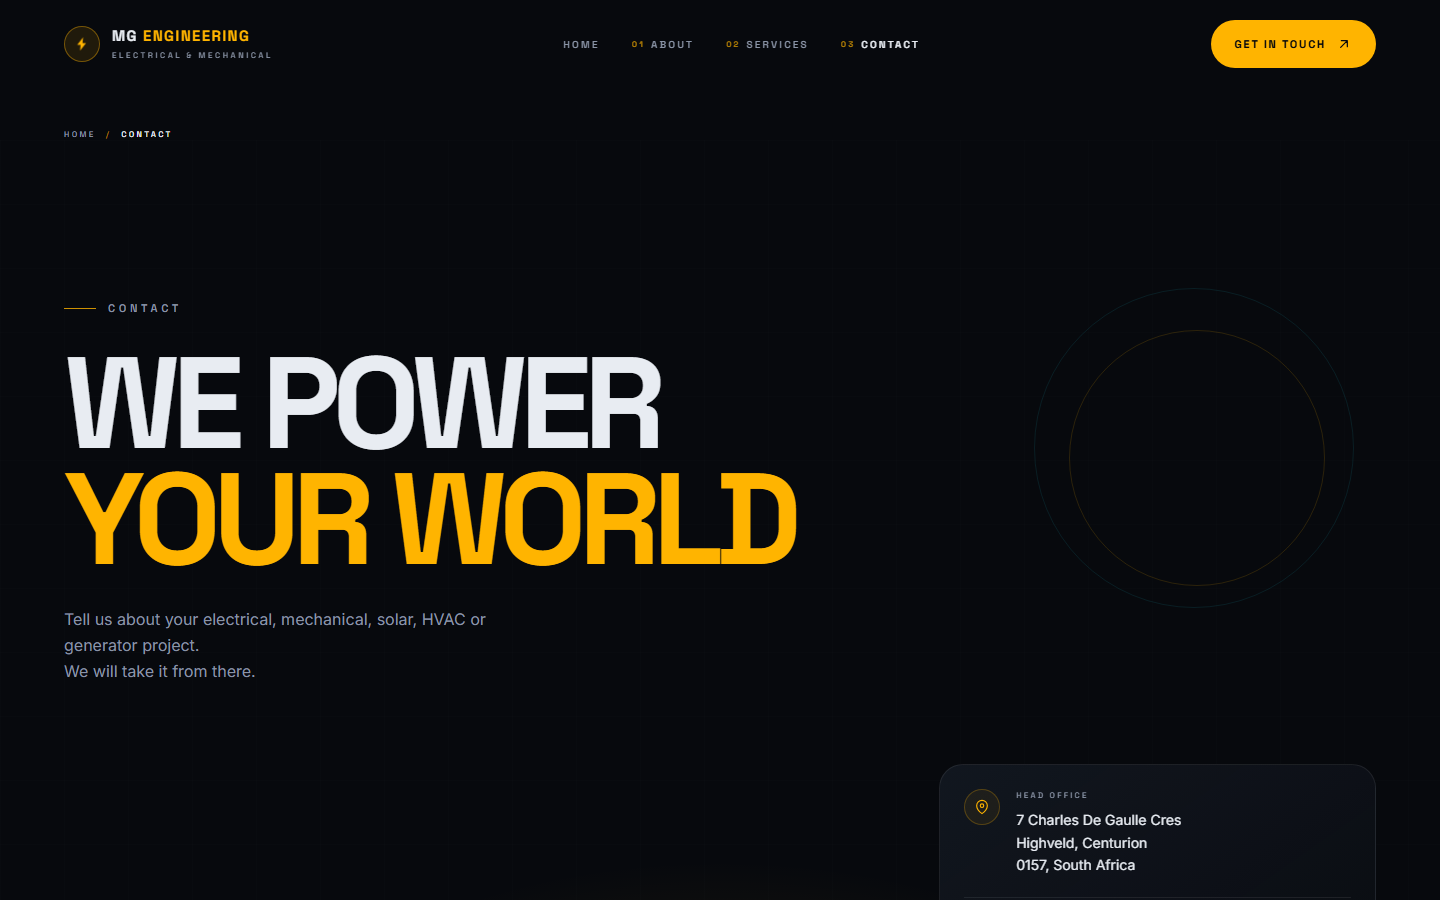 MG ENGINEERING
ELECTRICAL & MECHANICAL
HOME
01 ABOUT
02 SERVICES
03 CONTACT
GET IN TOUCH
HOME / CONTACT
CONTACT
WE POWER
YOUR WORLD
Tell us about your electrical, mechanical, solar, HVAC or
generator project.
We will take it from there.
HEAD OFFICE
7 Charles De Gaulle Cres
Highveld, Centurion
0157, South Africa